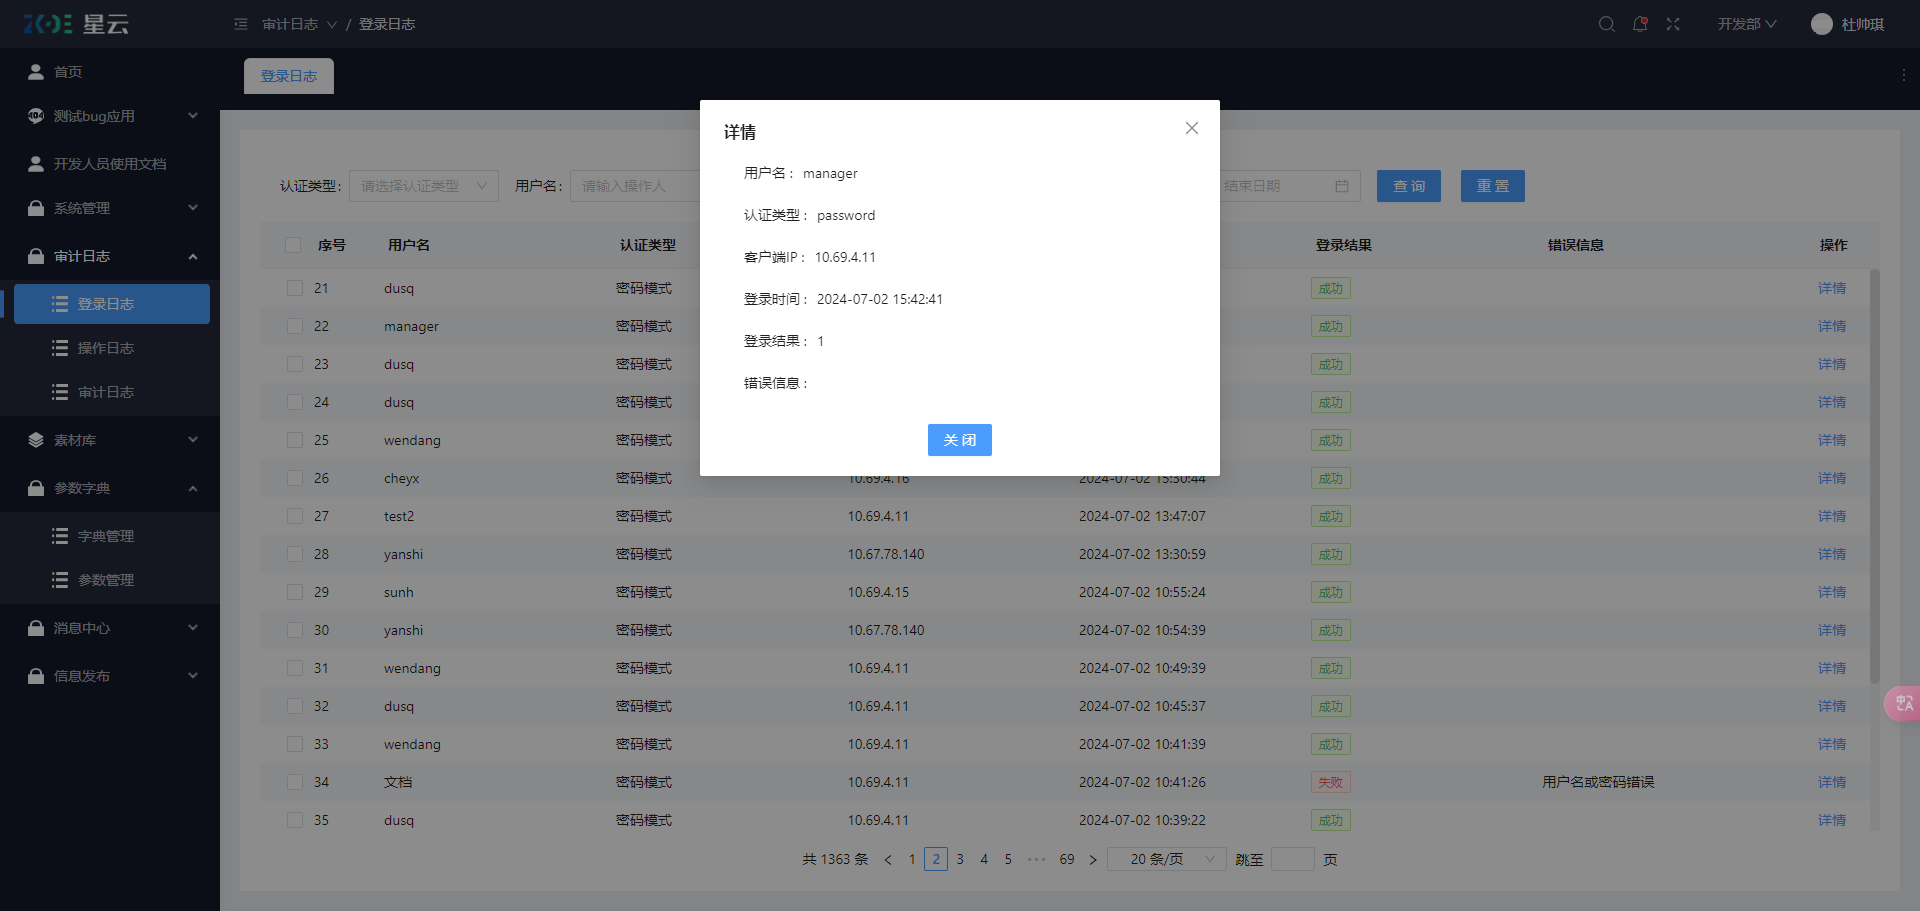 星云
审计日志 / 登录日志
开发部
杜帅琪
首页
测试bug应用
开发人员使用文档
系统管理
审计日志
登录日志
操作日志
审计日志
素材库
参数字典
字典管理
参数管理
消息中心
信息发布
登录日志
认证类型: 请选择认证类型 用户名: 请输入操作人 结束日期 查 询 重 置
序号 用户名 认证类型 登录结果 错误信息 操作
21 dusq 密码模式 成功 详情
22 manager 密码模式 成功 详情
23 dusq 密码模式 成功 详情
24 dusq 密码模式 成功 详情
25 wendang 密码模式 成功 详情
26 cheyx 密码模式 10.69.4.16 2024-07-02 15:30:44 成功 详情
27 test2 密码模式 10.69.4.11 2024-07-02 13:47:07 成功 详情
28 yanshi 密码模式 10.67.78.140 2024-07-02 13:30:59 成功 详情
29 sunh 密码模式 10.69.4.15 2024-07-02 10:55:24 成功 详情
30 yanshi 密码模式 10.67.78.140 2024-07-02 10:54:39 成功 详情
31 wendang 密码模式 10.69.4.11 2024-07-02 10:49:39 成功 详情
32 dusq 密码模式 10.69.4.11 2024-07-02 10:45:37 成功 详情
33 wendang 密码模式 10.69.4.11 2024-07-02 10:41:39 成功 详情
34 文档 密码模式 10.69.4.11 2024-07-02 10:41:26 失败 用户名或密码错误 详情
35 dusq 密码模式 10.69.4.11 2024-07-02 10:39:22 成功 详情
共 1363 条 < 1 2 3 4 5 ••• 69 > 20 条/页 跳至 页
详情
用户名： manager
认证类型： password
客户端IP： 10.69.4.11
登录时间： 2024-07-02 15:42:41
登录结果： 1
错误信息：
关 闭